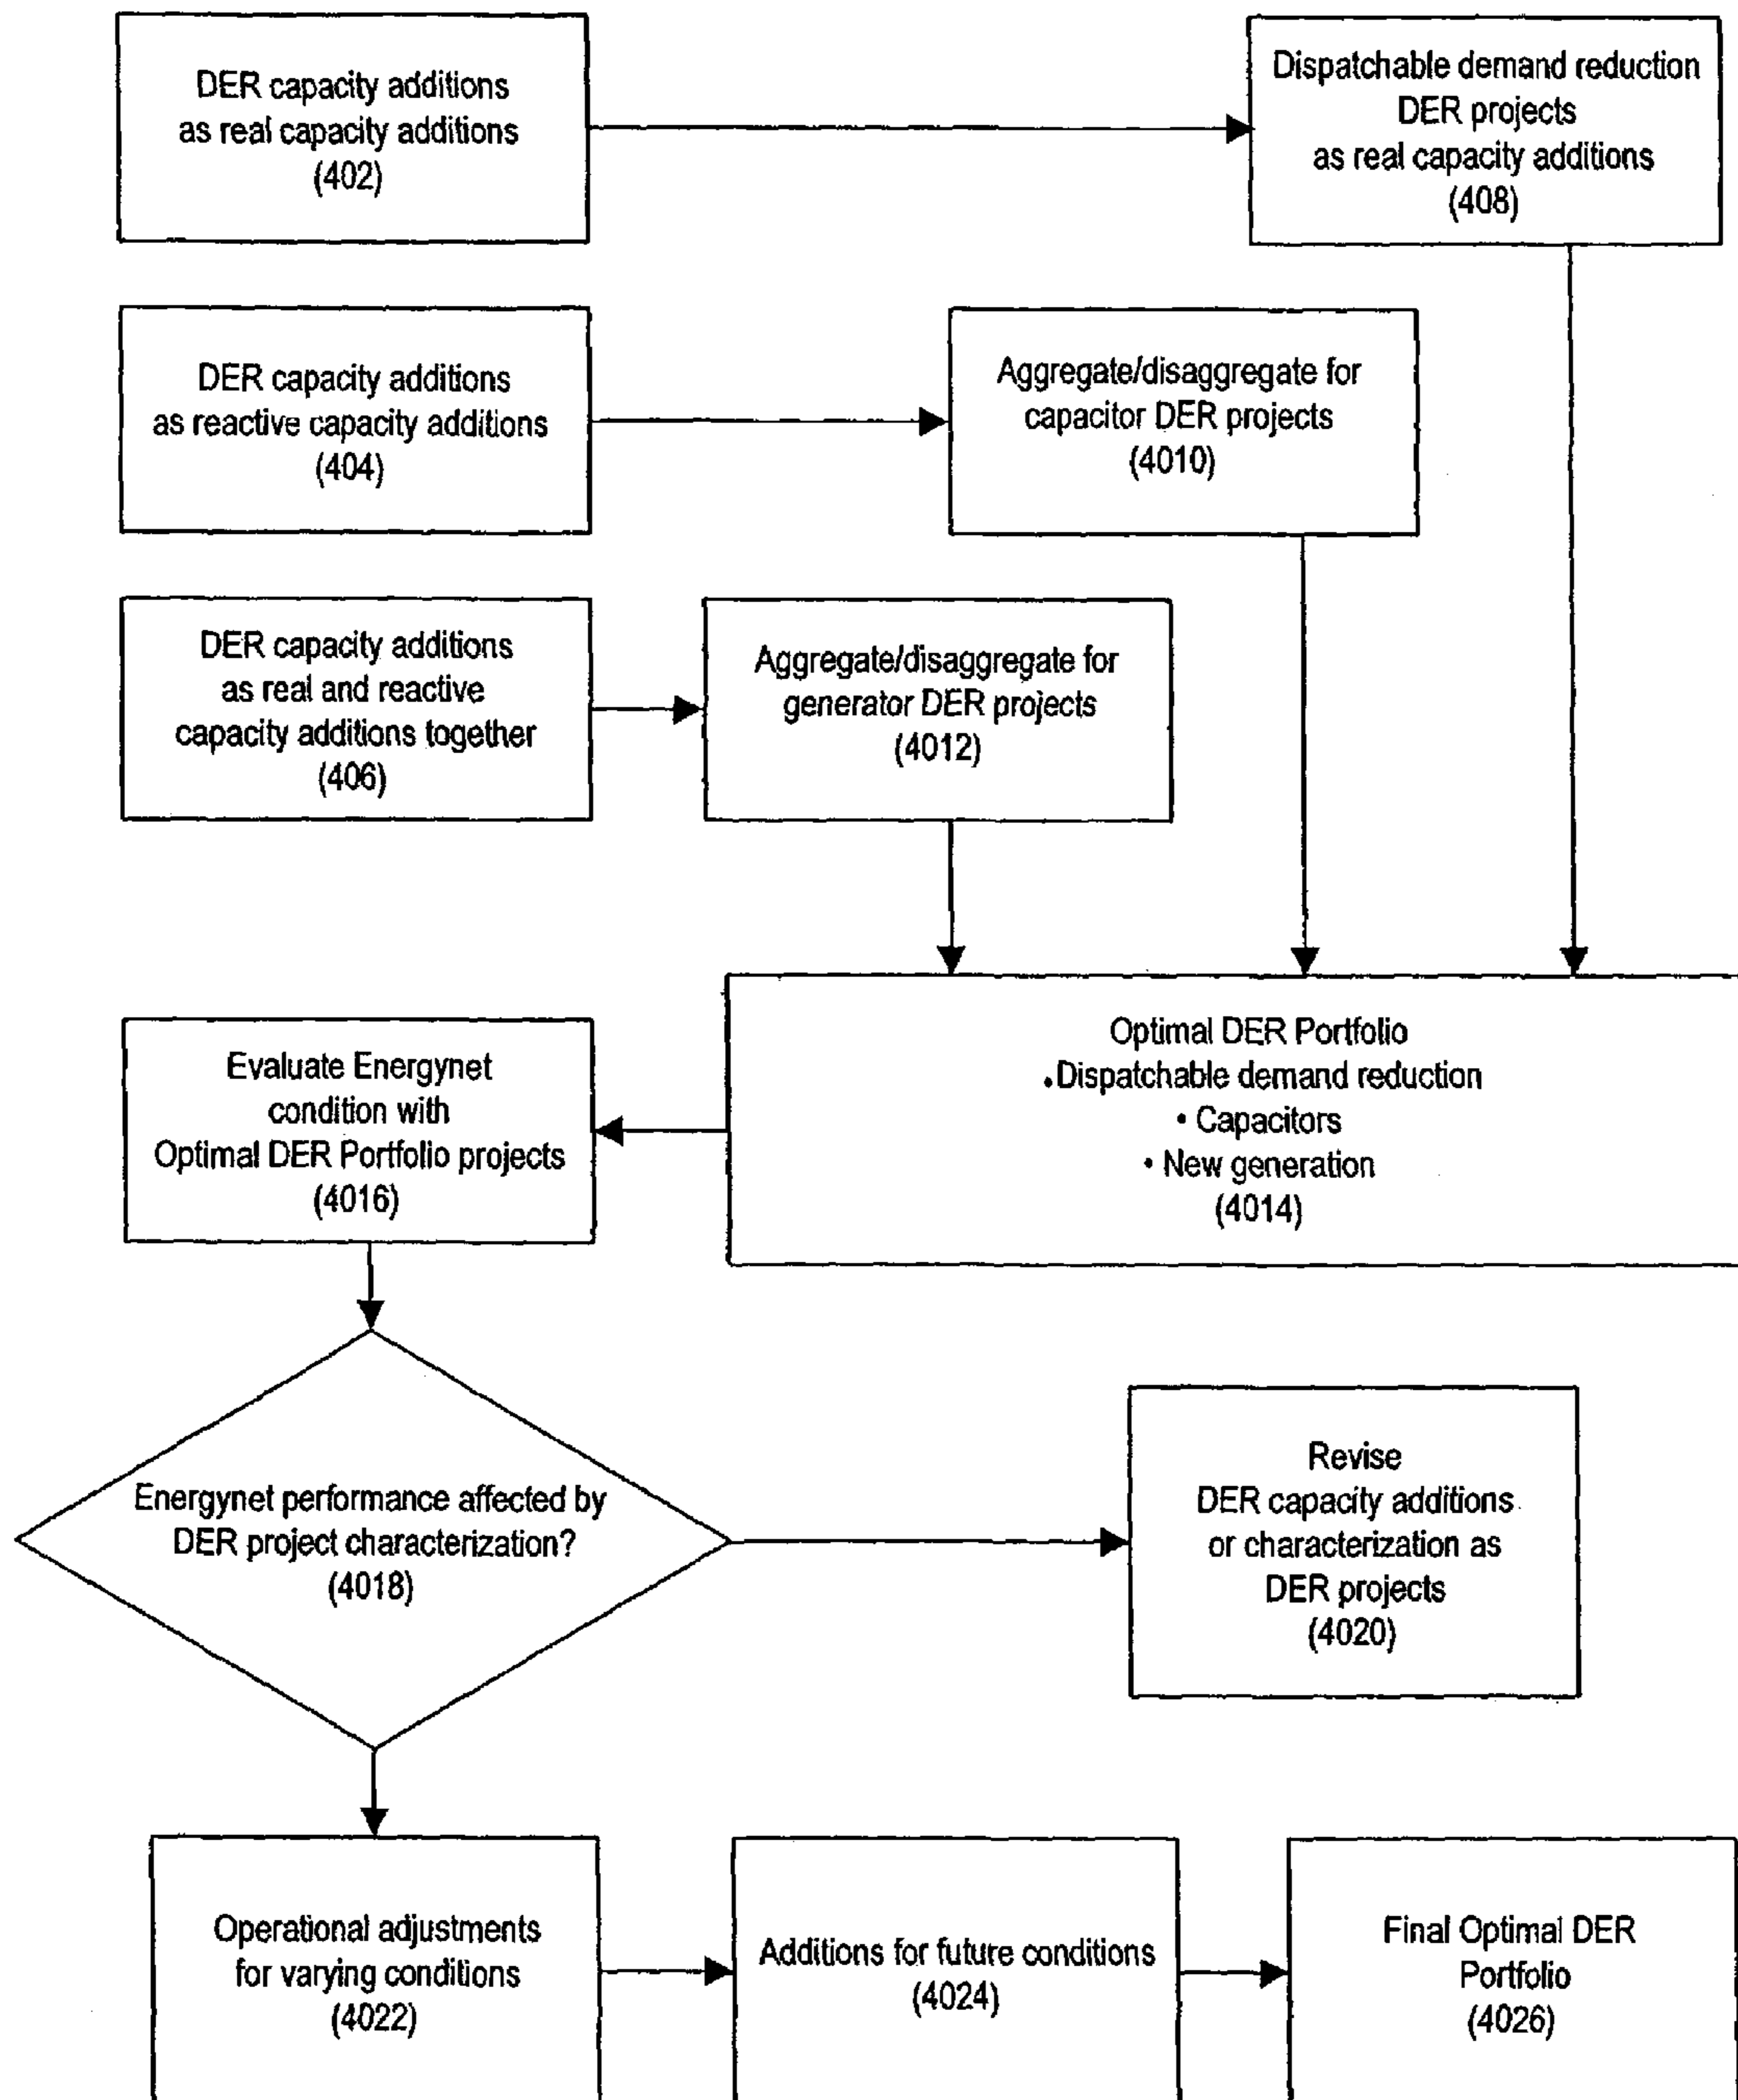 DER capacity additions
as real capacity additions
(402)
Dispatchable demand reduction
DER projects
as real capacity additions
(408)
DER capacity additions
as reactive capacity additions
(404)
Aggregate/disaggregate for
capacitor DER projects
(4010)
DER capacity additions
as real and reactive
capacity additions together
(406)
Aggregate/disaggregate for
generator DER projects
(4012)
Optimal DER Portfolio
•Dispatchable demand reduction
• Capacitors
• New generation
(4014)
Evaluate Energynet
condition with
Optimal DER Portfolio projects
(4016)
Energynet performance affected by
DER project characterization?
(4018)
Revise
DER capacity additions
or characterization as
DER projects
(4020)
Operational adjustments
for varying conditions
(4022)
Additions for future conditions
(4024)
Final Optimal DER
Portfolio
(4026)